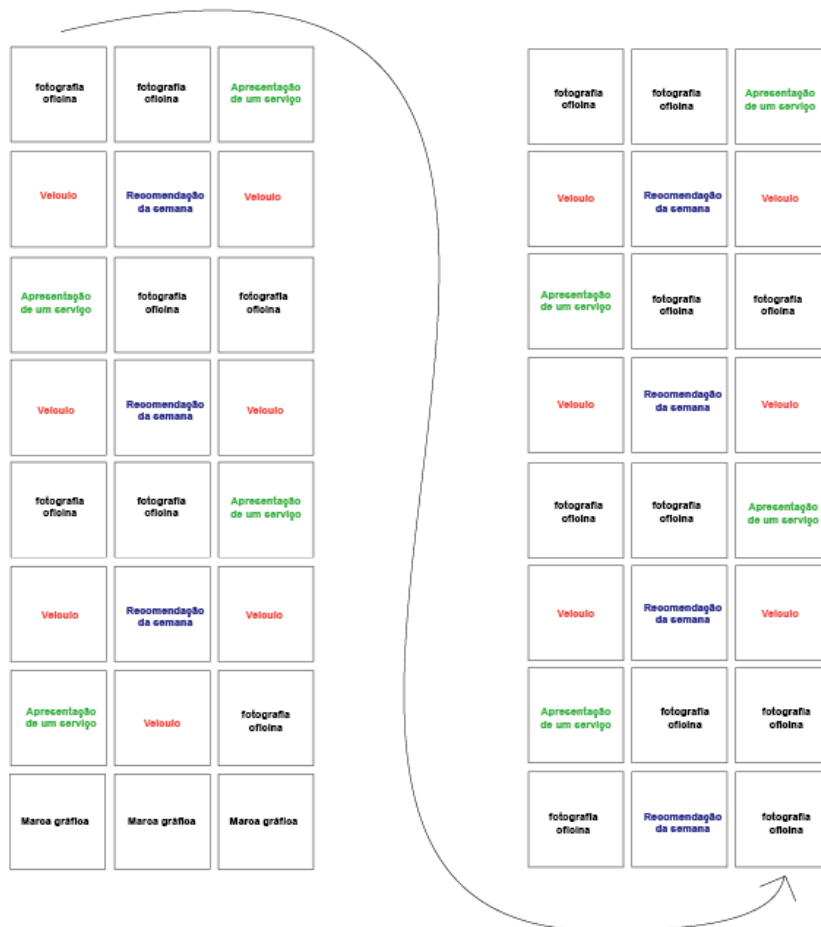 fotografia
oficina
fotografia
oficina
Apresentação
de um serviço
Veículo
Recomendação
da semana
Veículo
Apresentação
de um serviço
fotografia
oficina
fotografia
oficina
Veículo
Recomendação
da semana
Veículo
fotografia
oficina
fotografia
oficina
Apresentação
de um serviço
Veículo
Recomendação
da semana
Veículo
Apresentação
de um serviço
Veículo
fotografia
oficina
Marca gráfica
Marca gráfica
Marca gráfica
fotografia
oficina
fotografia
oficina
Apresentação
de um serviço
Veículo
Recomendação
da semana
Veículo
Apresentação
de um serviço
fotografia
oficina
fotografia
oficina
Veículo
Recomendação
da semana
Veículo
fotografia
oficina
fotografia
oficina
Apresentação
de um serviço
Veículo
Recomendação
da semana
Veículo
Apresentação
de um serviço
fotografia
oficina
fotografia
oficina
fotografia
oficina
Recomendação
da semana
fotografia
oficina